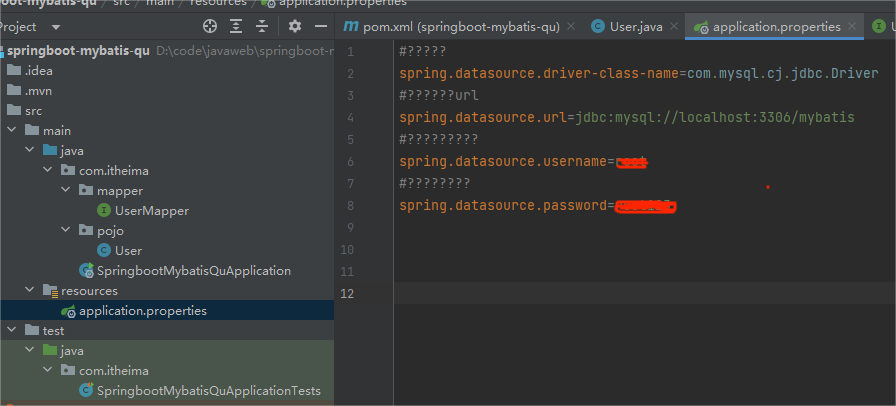 springboot-mybatis-qu
src
main
resources
application.properties
Project
pom.xml (springboot-mybatis-qu)
User.java
application.properties
springboot-mybatis-qu D:\code\javaweb\springboot-m
.idea
.mvn
src
main
java
com.itheima
mapper
UserMapper
pojo
User
SpringbootMybatisQuApplication
resources
application.properties
test
java
com.itheima
SpringbootMybatisQuApplicationTests
1 #?????
2 spring.datasource.driver-class-name=com.mysql.cj.jdbc.Driver
3 #??????url
4 spring.datasource.url=jdbc:mysql://localhost:3306/mybatis
5 #?????????
6 spring.datasource.username=
7 #????????
8 spring.datasource.password=
9
10
11
12